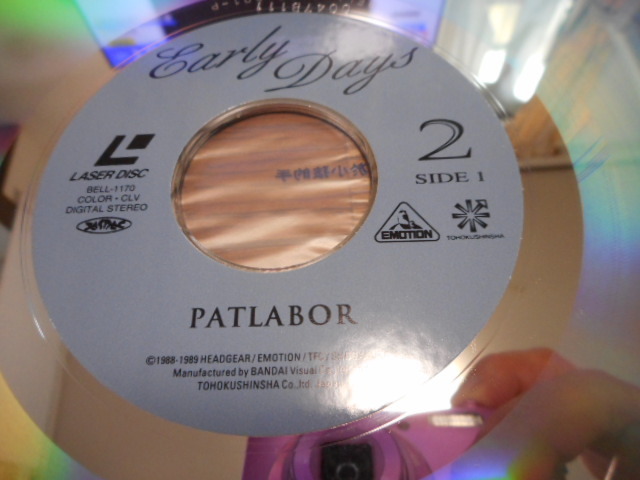 Early Days
2
SIDE 1
LASER DISC
BELL-1170
COLOR・CLV
DIGITAL STEREO
EMOTION
TOHOKUSHINSHA
PATLABOR
©1988-1989 HEADGEAR/EMOTION/
Manufactured by BANDAI Visual
TOHOKUSHINSHA Co.,ltd.